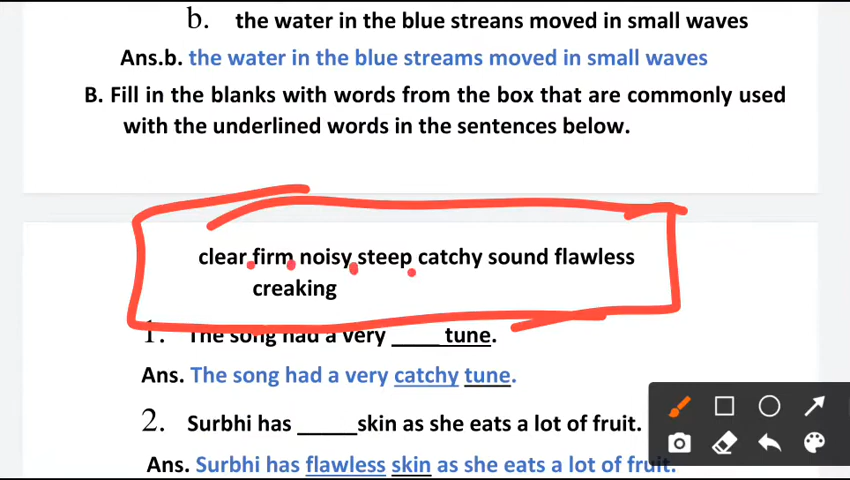 b. the water in the blue streans moved in small waves
Ans.b. the water in the blue streams moved in small waves
B. Fill in the blanks with words from the box that are commonly used
with the underlined words in the sentences below.
clear firm noisy steep catchy sound flawless
creaking
1. The song had a very ____ tune.
Ans. The song had a very catchy tune.
2. Surbhi has _____skin as she eats a lot of fruit.
Ans. Surbhi has flawless skin as she eats a lot of fruit.